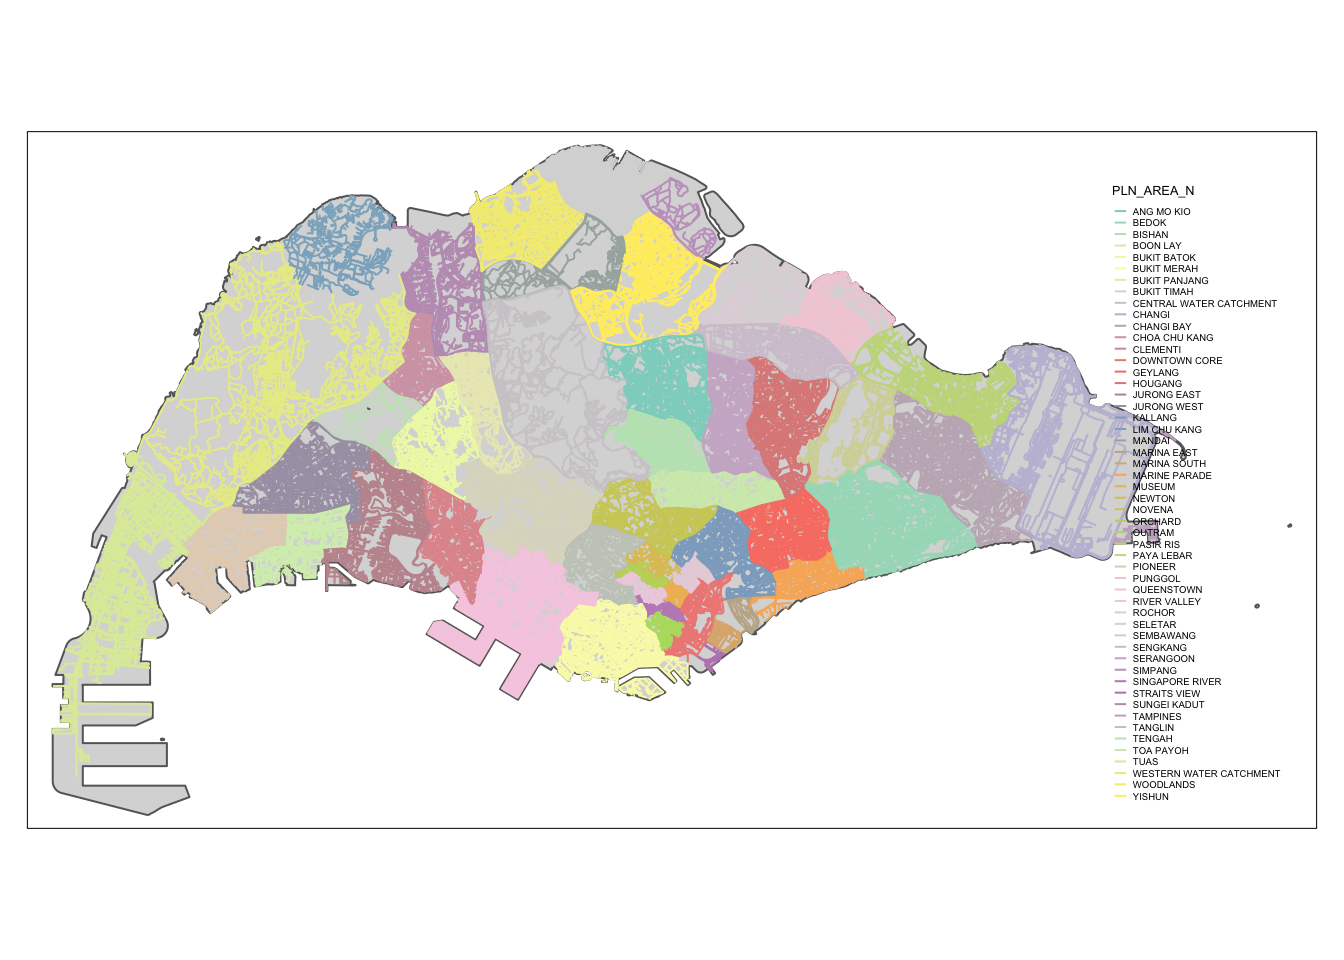 PLN_AREA_N
ANG MO KIO
BEDOK
BISHAN
BOON LAY
BUKIT BATOK
BUKIT MERAH
BUKIT PANJANG
BUKIT TIMAH
CENTRAL WATER CATCHMENT
CHANGI
CHANGI BAY
CHOA CHU KANG
CLEMENTI
DOWNTOWN CORE
GEYLANG
HOUGANG
JURONG EAST
JURONG WEST
KALLANG
LIM CHU KANG
MANDAI
MARINA EAST
MARINA SOUTH
MARINE PARADE
MUSEUM
NEWTON
NOVENA
ORCHARD
OUTRAM
PASIR RIS
PAYA LEBAR
PIONEER
PUNGGOL
QUEENSTOWN
RIVER VALLEY
ROCHOR
SELETAR
SEMBAWANG
SENGKANG
SERANGOON
SIMPANG
SINGAPORE RIVER
STRAITS VIEW
SUNGEI KADUT
TAMPINES
TANGLIN
TENGAH
TOA PAYOH
TUAS
WESTERN WATER CATCHMENT
WOODLANDS
YISHUN